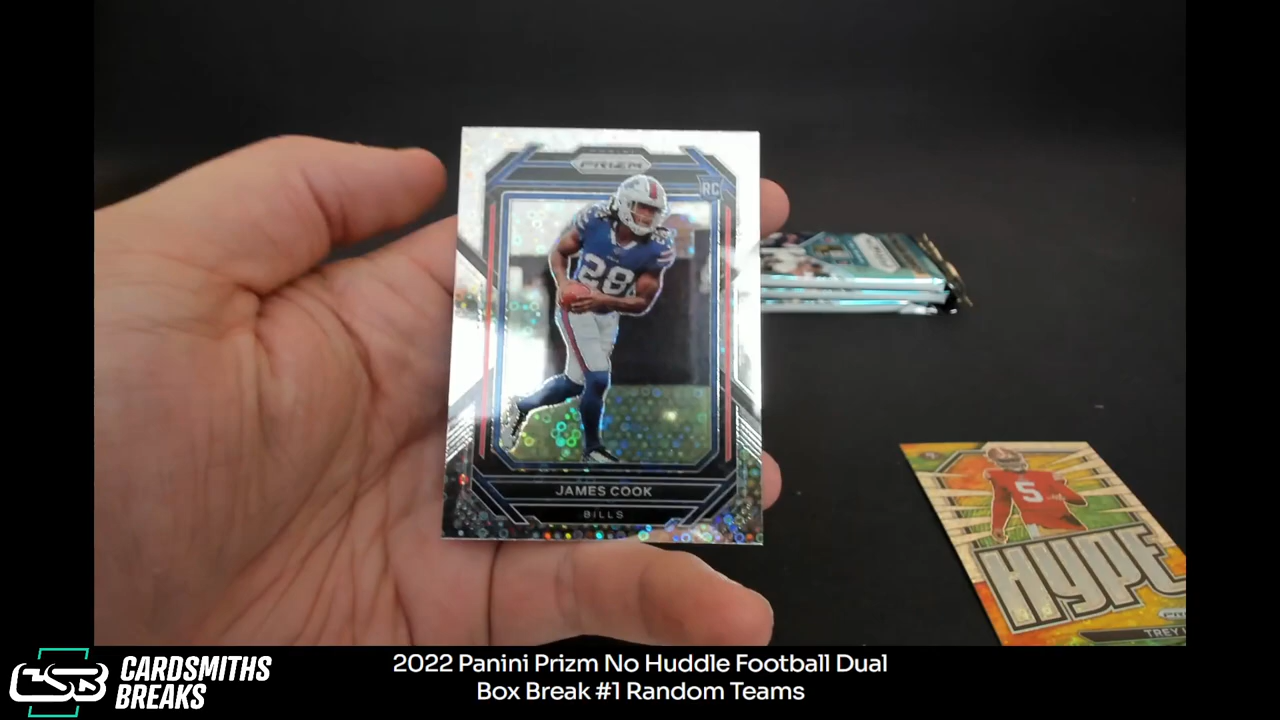 PRIZM
RC
28
JAMES COOK
BILLS
5
HYPE
TREY
CSB CARDSMITHS
BREAKS
2022 Panini Prizm No Huddle Football Dual
Box Break #1 Random Teams